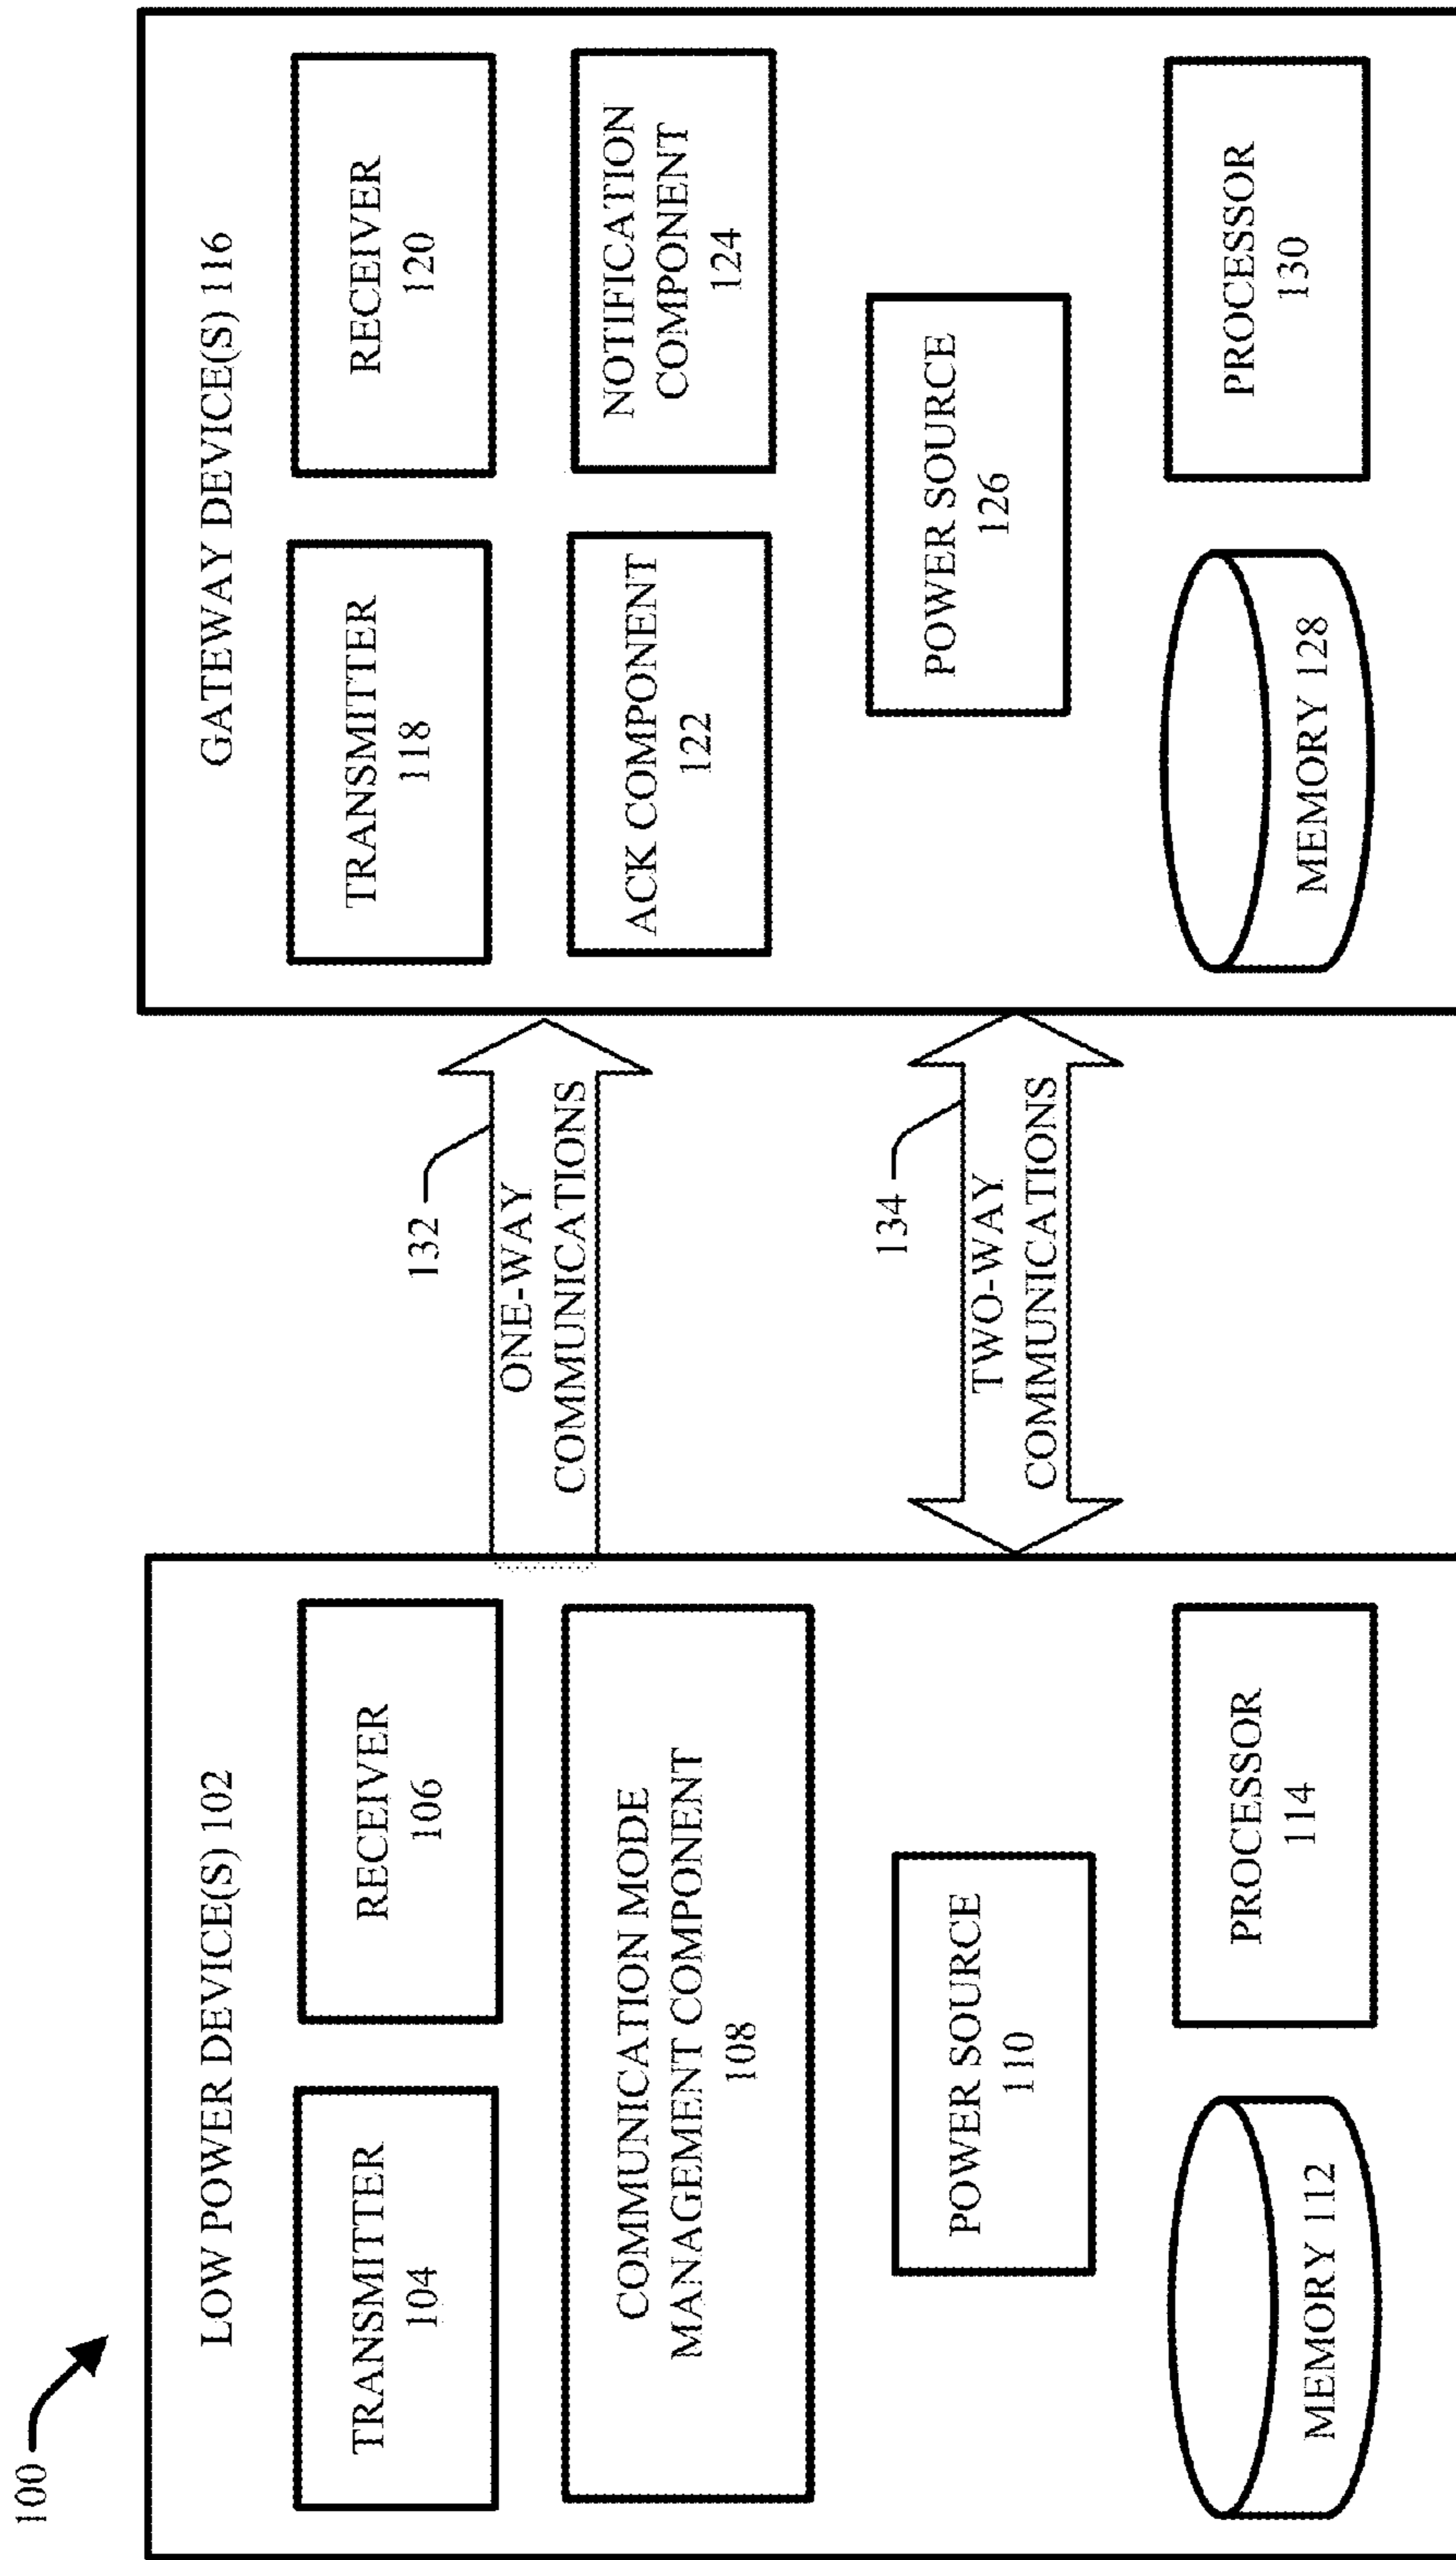 100
LOW POWER DEVICE(S) 102
TRANSMITTER
104
RECEIVER
106
COMMUNICATION MODE
MANAGEMENT COMPONENT
108
POWER SOURCE
110
MEMORY 112
PROCESSOR
114
132
ONE-WAY
COMMUNICATIONS
134
TWO-WAY
COMMUNICATIONS
GATEWAY DEVICE(S) 116
TRANSMITTER
118
RECEIVER
120
ACK COMPONENT
122
NOTIFICATION
COMPONENT
124
POWER SOURCE
126
MEMORY 128
PROCESSOR
130